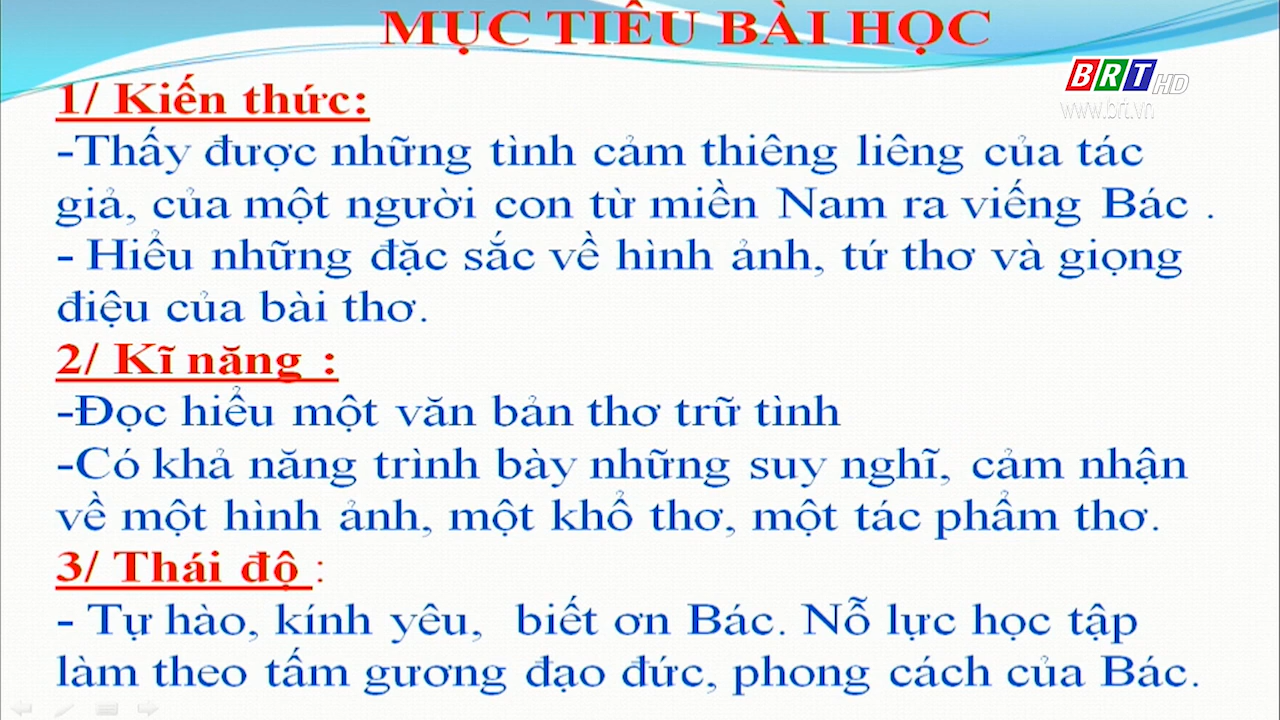 MỤC TIÊU BÀI HỌC
BRT HD
www.brt.vn
1/ Kiến thức:
-Thấy được những tình cảm thiêng liêng của tác
giả, của một người con từ miền Nam ra viếng Bác .
- Hiểu những đặc sắc về hình ảnh, tứ thơ và giọng
điệu của bài thơ.
2/ Kĩ năng :
-Đọc hiểu một văn bản thơ trữ tình
-Có khả năng trình bày những suy nghĩ, cảm nhận
về một hình ảnh, một khổ thơ, một tác phẩm thơ.
3/ Thái độ :
- Tự hào, kính yêu, biết ơn Bác. Nỗ lực học tập
làm theo tấm gương đạo đức, phong cách của Bác.